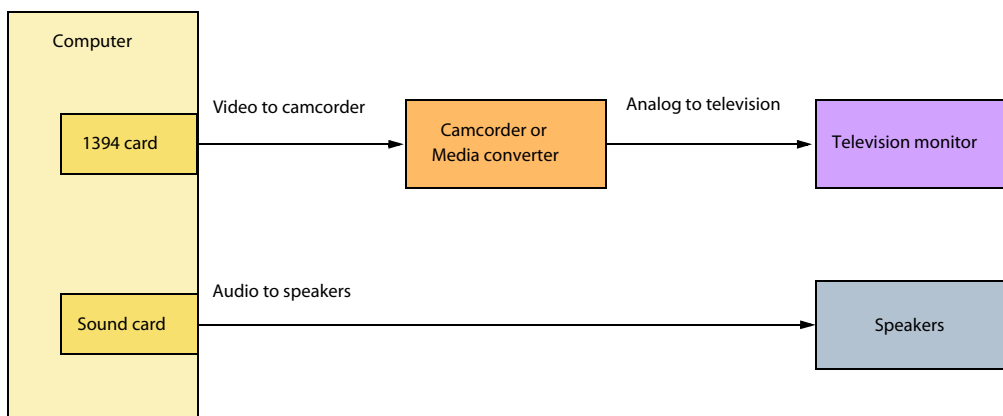 Computer
Video to camcorder
Analog to television
1394 card
Camcorder or
Media converter
Television monitor
Audio to speakers
Sound card
Speakers